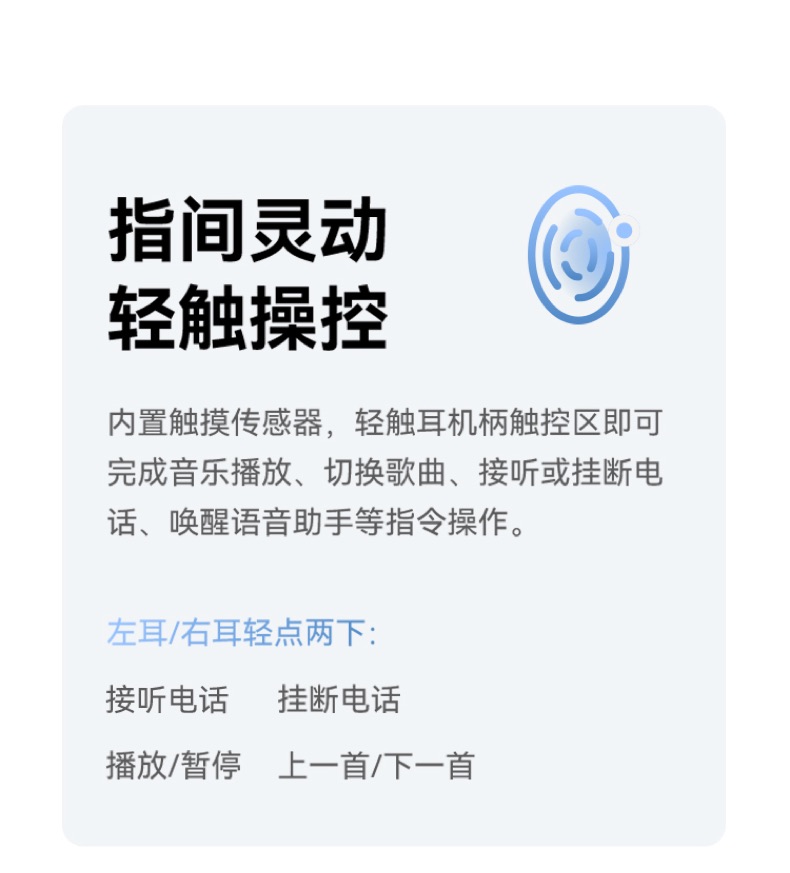 指间灵动
轻触操控
内置触摸传感器，轻触耳机柄触控区即可
完成音乐播放、切换歌曲、接听或挂断电
话、唤醒语音助手等指令操作。
左耳/右耳轻点两下：
接听电话 挂断电话
播放/暂停 上一首/下一首